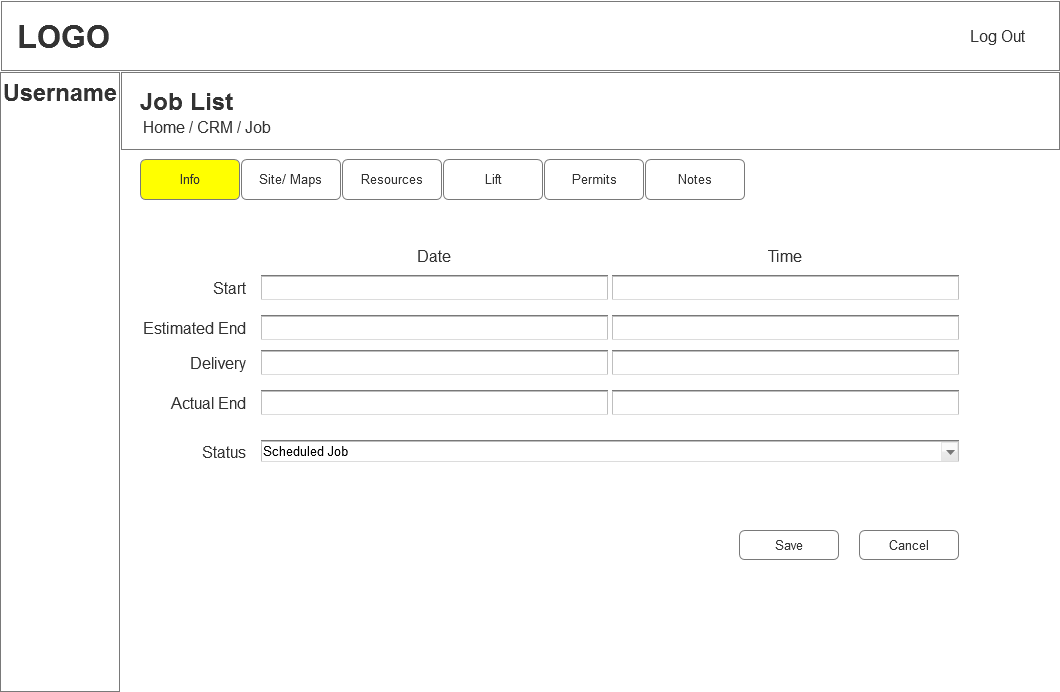 LOGO
Log Out
Username
Job List
Home / CRM / Job
Info Site/ Maps Resources Lift Permits Notes
Date Time
Start
Estimated End
Delivery
Actual End
Status Scheduled Job
Save Cancel